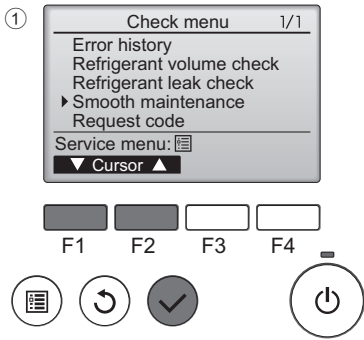 ①
Check menu 1/1
Error history
Refrigerant volume check
Refrigerant leak check
Smooth maintenance
Request code
Service menu:
▼ Cursor ▲
F1 F2 F3 F4